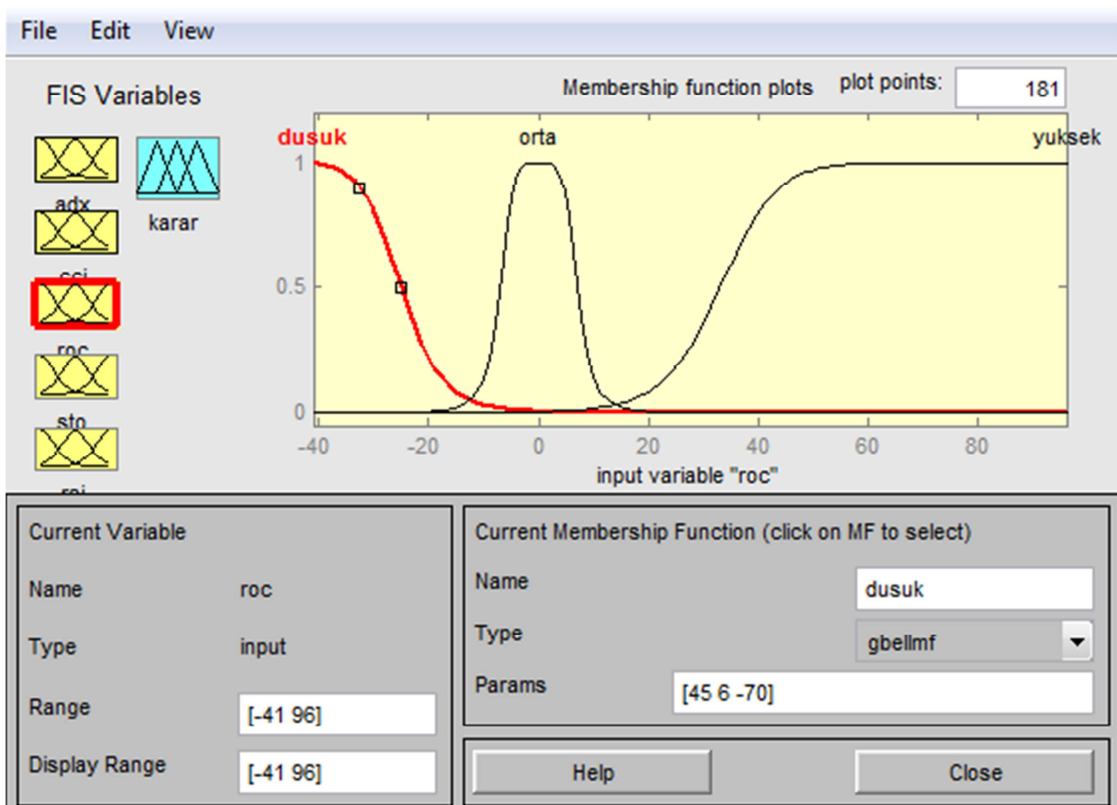 File Edit View
FIS Variables
Membership function plots plot points: 181
adx
karar
cci
roc
sto
rsi
dusuk orta yuksek
1
0.5
0
-40 -20 0 20 40 60 80
input variable "roc"
Current Variable
Name roc
Type input
Range [-41 96]
Display Range [-41 96]
Current Membership Function (click on MF to select)
Name dusuk
Type gbellmf
Params [45 6 -70]
Help Close